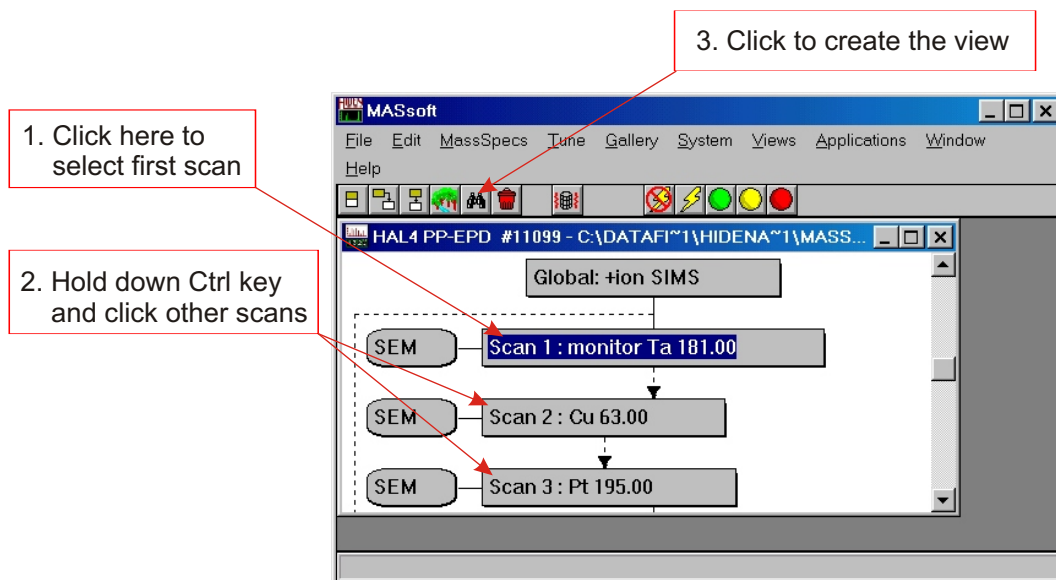 3. Click to create the view
1. Click here to
select first scan
2. Hold down Ctrl key
and click other scans
MASsoft
File Edit MassSpecs Tune Gallery System Views Applications Window
Help
HAL4 PP-EPD #11099 - C:\DATAFI~1\HIDENA~1\MASS...
Global: +ion SIMS
SEM Scan 1 : monitor Ta 181.00
SEM Scan 2 : Cu 63.00
SEM Scan 3 : Pt 195.00